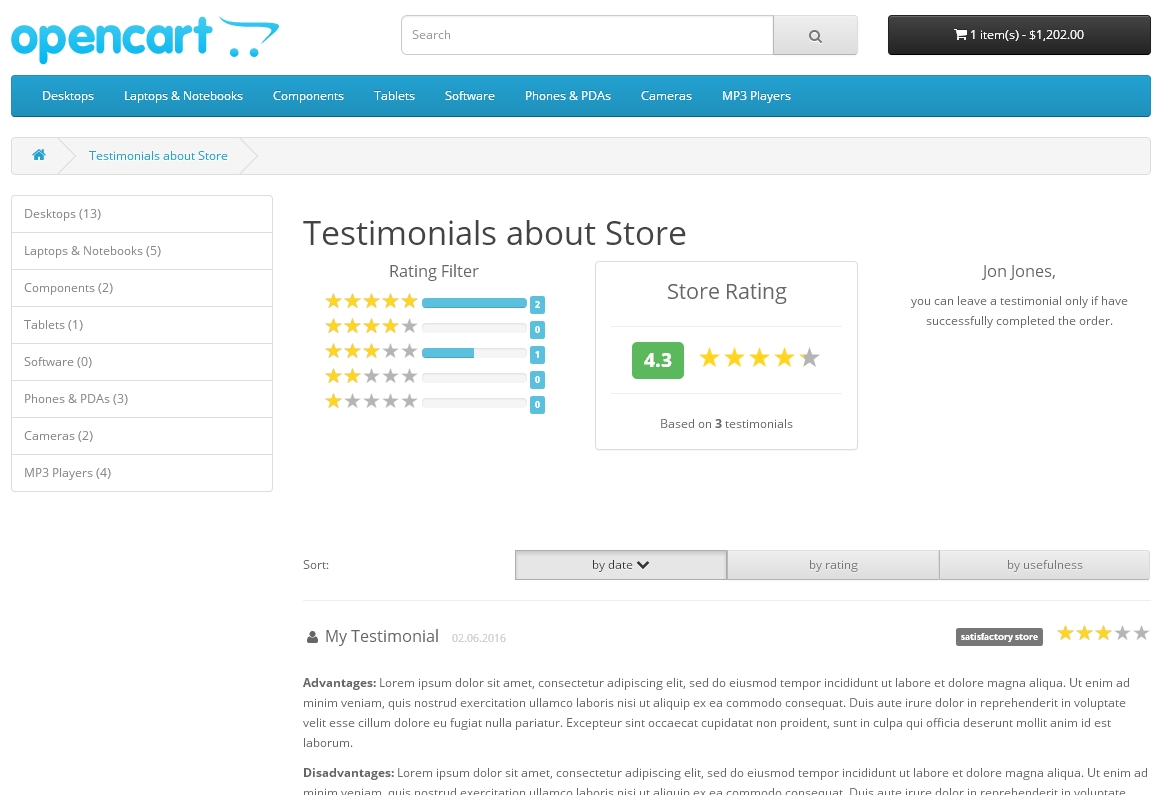 opencart
Search
1 item(s) - $1,202.00
Desktops
Laptops & Notebooks
Components
Tablets
Software
Phones & PDAs
Cameras
MP3 Players
Testimonials about Store
Desktops (13)
Laptops & Notebooks (5)
Components (2)
Tablets (1)
Software (0)
Phones & PDAs (3)
Cameras (2)
MP3 Players (4)
Testimonials about Store
Rating Filter
2
0
1
0
0
Store Rating
4.3
Based on 3 testimonials
Jon Jones,
you can leave a testimonial only if have
successfully completed the order.
Sort:
by date
by rating
by usefulness
My Testimonial 02.06.2016
satisfactory store
Advantages: Lorem ipsum dolor sit amet, consectetur adipiscing elit, sed do eiusmod tempor incididunt ut labore et dolore magna aliqua. Ut enim ad
minim veniam, quis nostrud exercitation ullamco laboris nisi ut aliquip ex ea commodo consequat. Duis aute irure dolor in reprehenderit in voluptate
velit esse cillum dolore eu fugiat nulla pariatur. Excepteur sint occaecat cupidatat non proident, sunt in culpa qui officia deserunt mollit anim id est
laborum.
Disadvantages: Lorem ipsum dolor sit amet, consectetur adipiscing elit, sed do eiusmod tempor incididunt ut labore et dolore magna aliqua. Ut enim ad
minim veniam, quis nostrud exercitation ullamco laboris nisi ut aliquip ex ea commodo consequat. Duis aute irure dolor in reprehenderit in voluptate